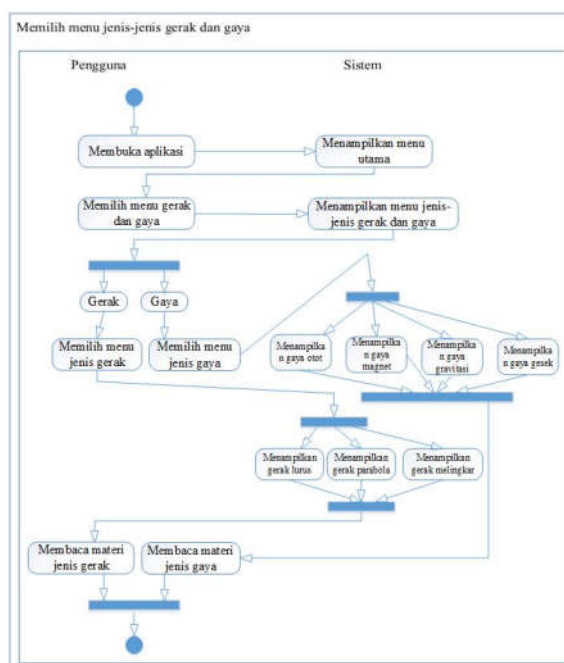 Memilih menu jenis-jenis gerak dan gaya
Pengguna
Sistem
Membuka aplikasi
Menampilkan menu
utama
Memilih menu gerak
dan gaya
Menampilkan menu jenis-
jenis gerak dan gaya
Gerak
Gaya
Memilih menu
jenis gerak
Memilih menu
jenis gaya
Menampilka
n gaya otot
Menampilka
n gaya
magnet
Menampilka
n gaya
gravitasi
Menampilka
n gaya gesek
Menampilkan
gerak lurus
Menampilkan
gerak parabola
Menampilkan
gerak melingkar
Membaca materi
jenis gerak
Membaca materi
jenis gaya